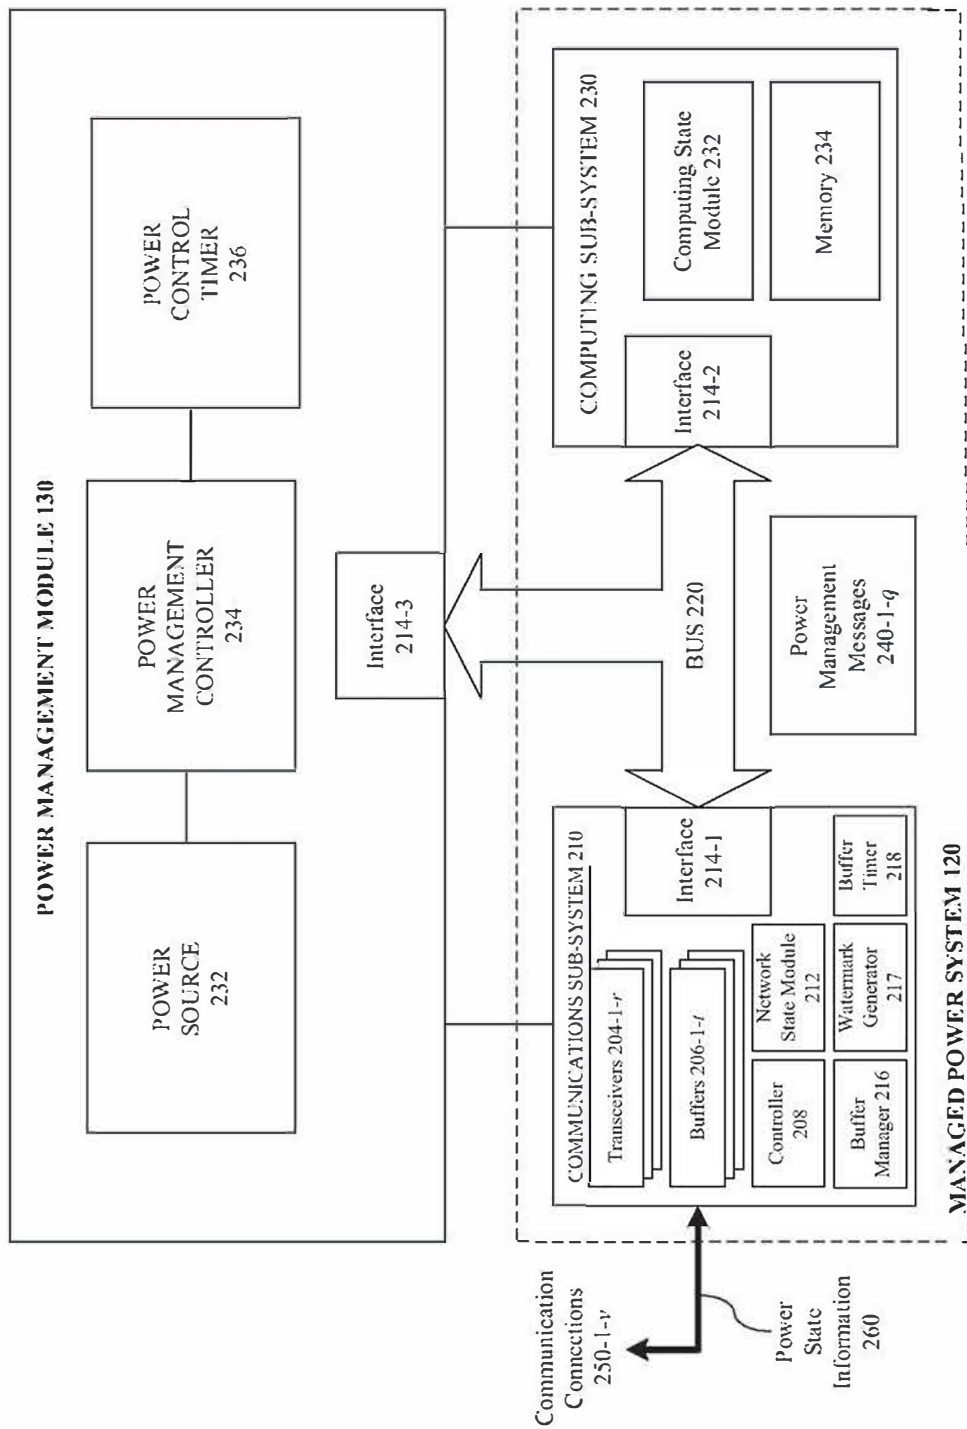 POWER MANAGEMENT MODULE 130
POWER
SOURCE
232
POWER
MANAGEMENT
CONTROLLER
234
POWER
CONTROL
TIMER
236
Interface
214-3
Communication
Connections
250-1-v
Power
State
Information
260
COMMUNICATIONS SUB-SYSTEM 210
Transceivers 204-1-r
Buffers 206-1-t
Controller
208
Network
State Module
212
Buffer
Manager 216
Watermark
Generator
217
Buffer
Timer
218
Interface
214-1
BUS 220
Power
Management
Messages
240-1-q
COMPUTING SUB-SYSTEM 230
Interface
214-2
Computing State
Module 232
Memory 234
MANAGED POWER SYSTEM 120